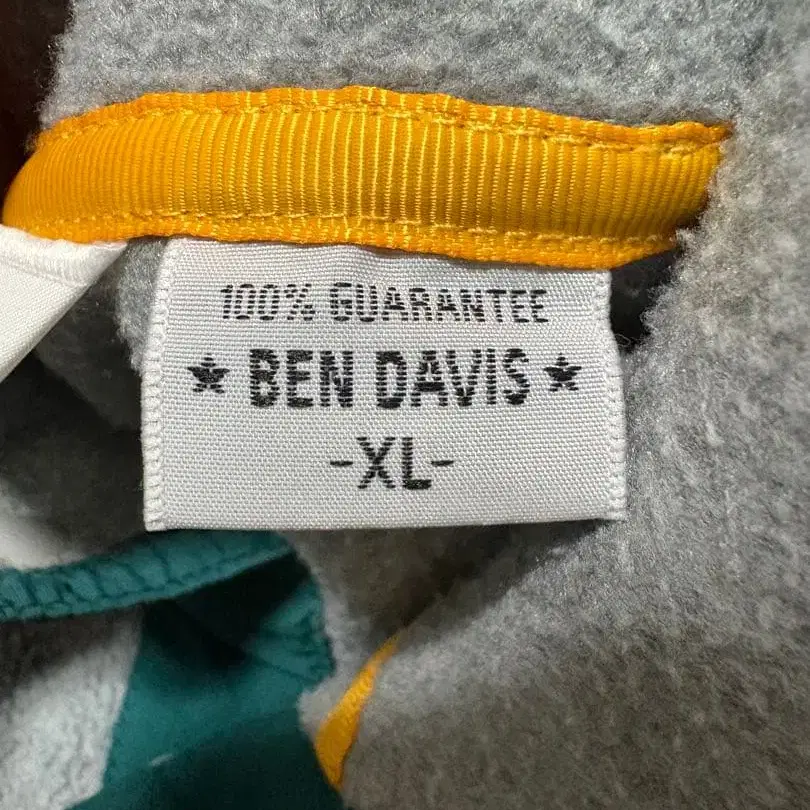 100% GUARANTEE
★ BEN DAVIS ★
-XL-